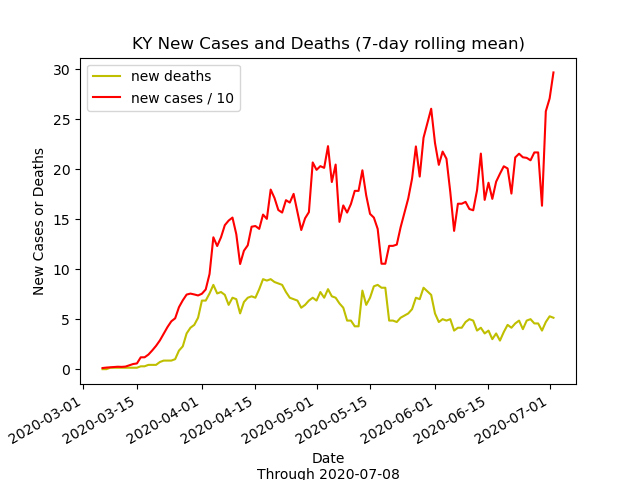 KY New Cases and Deaths (7-day rolling mean)
new deaths
new cases / 10
New Cases or Deaths
30
25
20
15
10
5
0
2020-03-01
2020-03-15
2020-04-01
2020-04-15
2020-05-01
2020-05-15
2020-06-01
2020-06-15
2020-07-01
Date
Through 2020-07-08